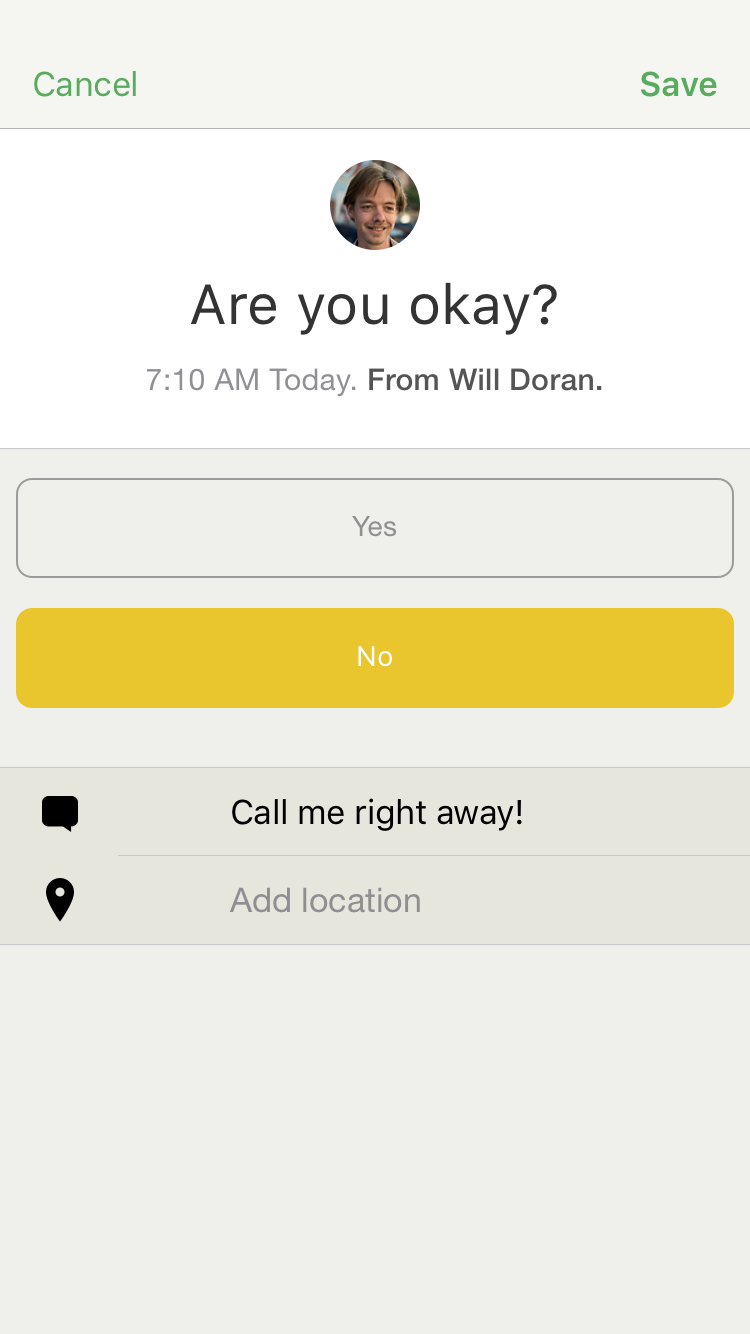 Cancel
Save
Are you okay?
7:10 AM Today. From Will Doran.
Yes
No
Call me right away!
Add location